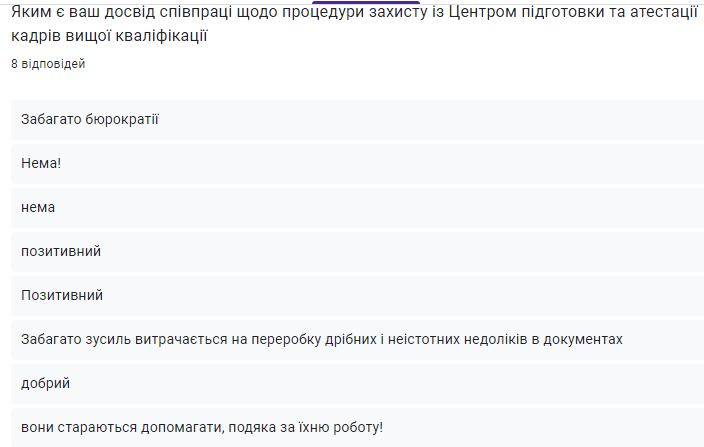 Яким є ваш досвід співпраці щодо процедури захисту із Центром підготовки та атестації
кадрів вищої кваліфікації
8 відповідей
Забагато бюрократії
Нема!
нема
позитивний
Позитивний
Забагато зусиль витрачається на переробку дрібних і неістотних недоліків в документах
добрий
вони стараються допомагати, подяка за їхню роботу!